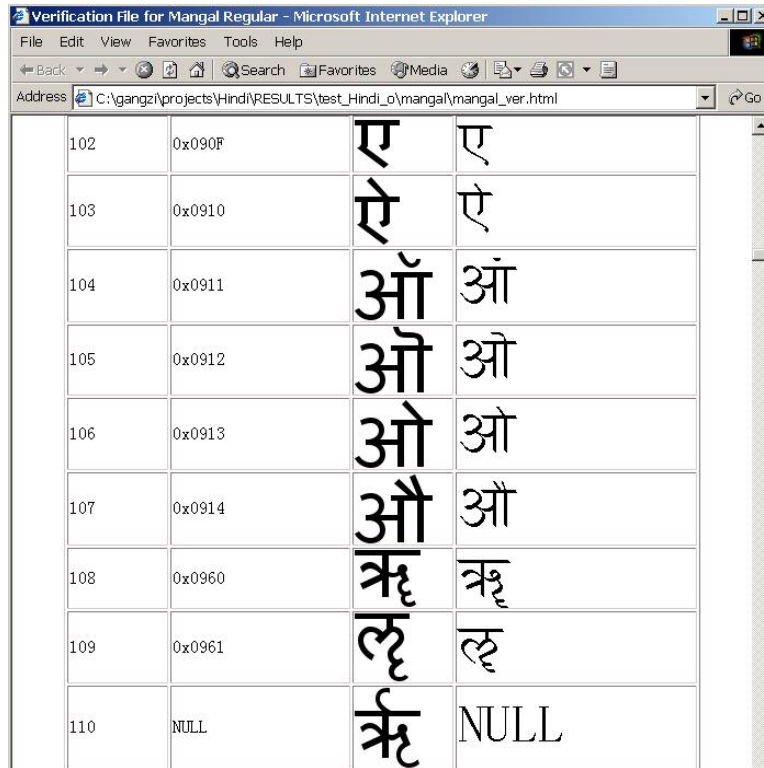 Verification File for Mangal Regular - Microsoft Internet Explorer
File Edit View Favorites Tools Help
Back Search Favorites Media
Address C:\gangzi\projects\Hindi\RESULTS\test_Hindi_o\mangal\mangal_ver.html Go
102 0x090F ए ए
103 0x0910 ऐ ऐ
104 0x0911 ऑ आं
105 0x0912 ऒ ओ
106 0x0913 ओ ओ
107 0x0914 औ औ
108 0x0960 ॠ ॠ
109 0x0961 ॡ ॡ
110 NULL NULL